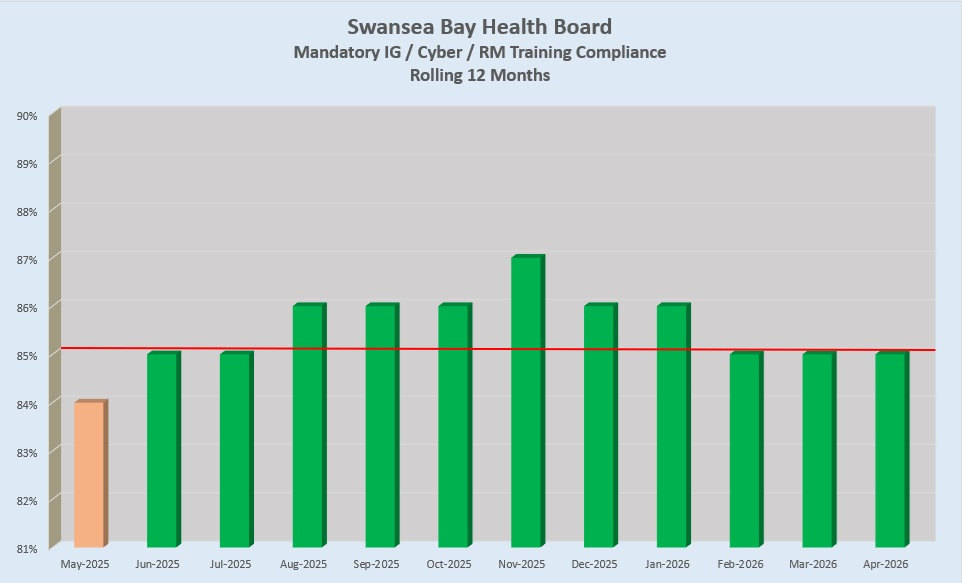 Swansea Bay Health Board
Mandatory IG / Cyber / RM Training Compliance
Rolling 12 Months
90%
89%
88%
87%
86%
85%
84%
83%
82%
81%
May-2025 Jun-2025 Jul-2025 Aug-2025 Sep-2025 Oct-2025 Nov-2025 Dec-2025 Jan-2026 Feb-2026 Mar-2026 Apr-2026